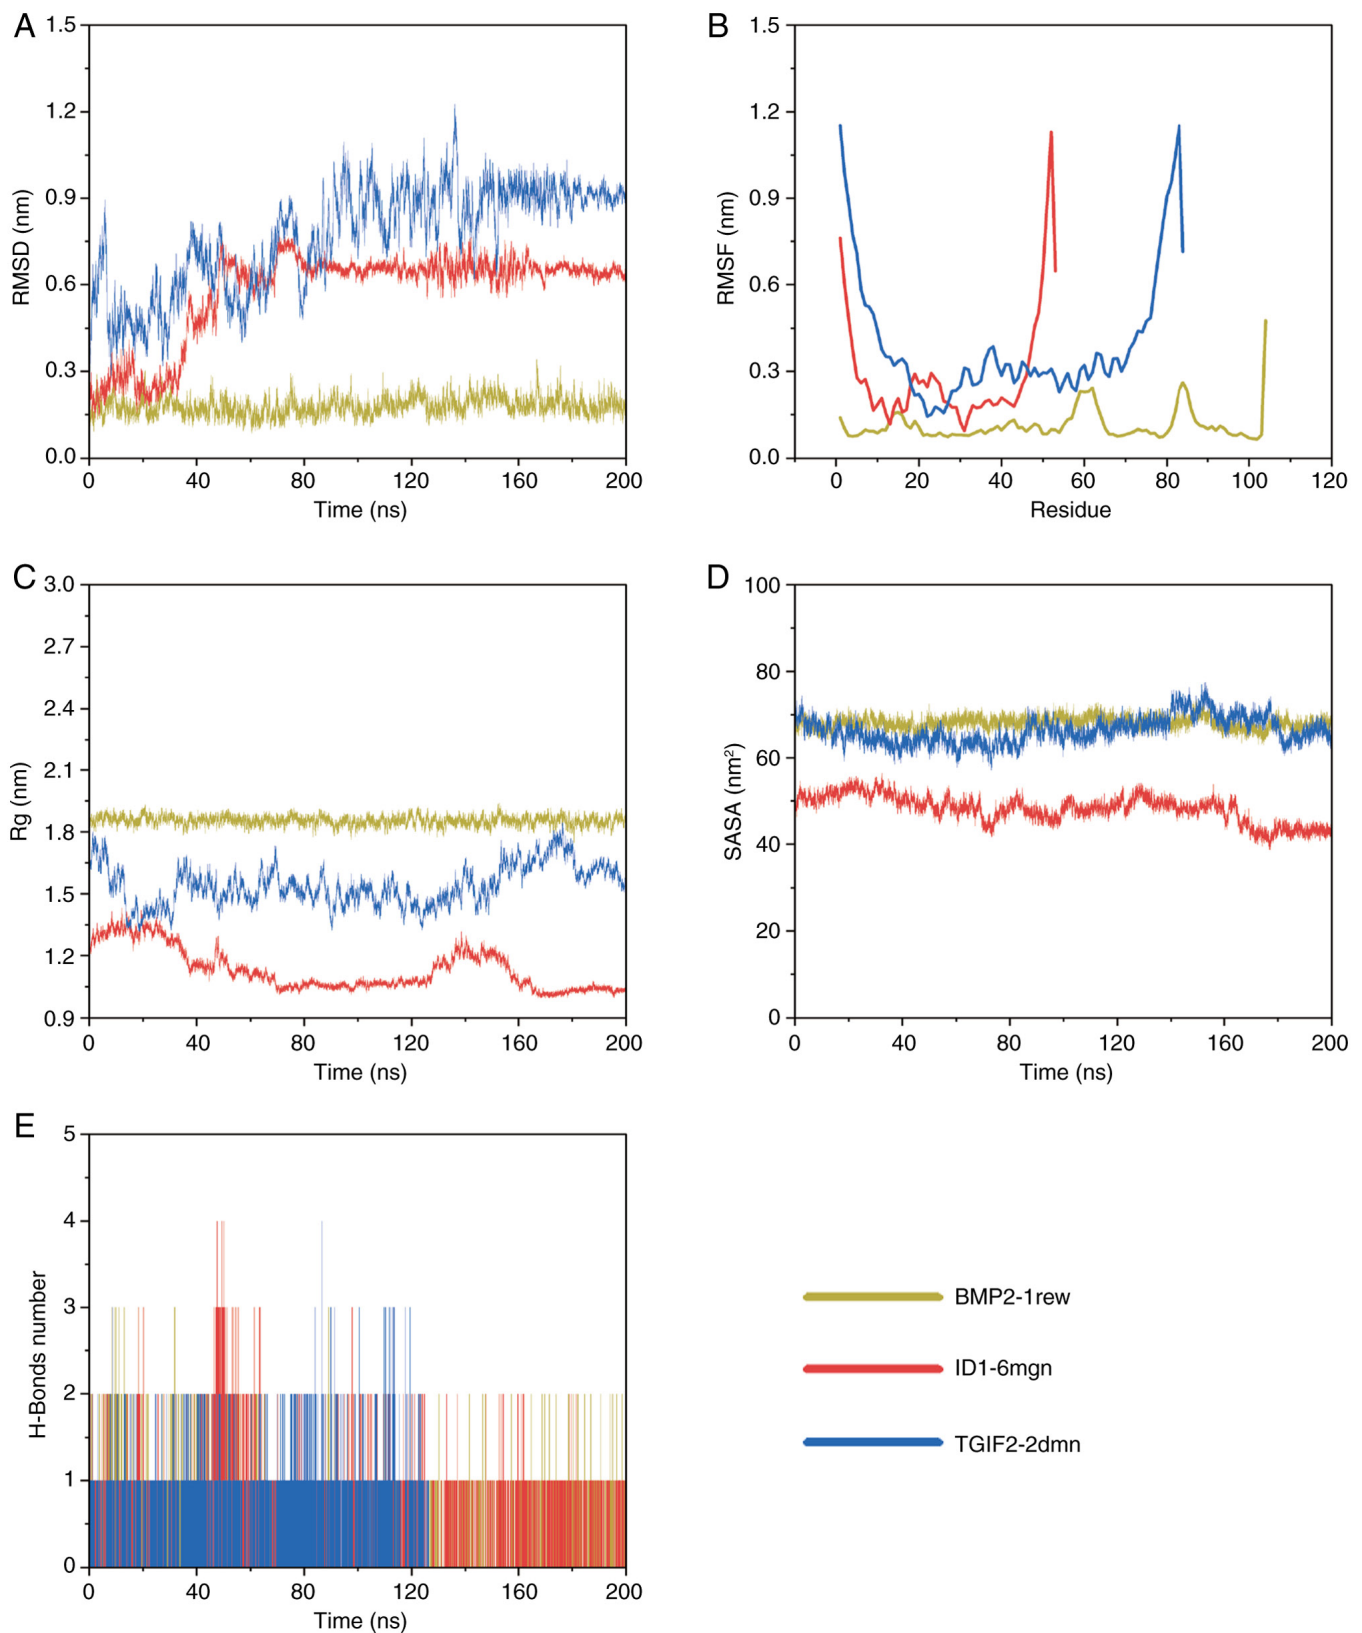 A
1.5
1.2
0.9
0.6
0.3
0.0
RMSD (nm)
0 40 80 120 160 200
Time (ns)
B
1.5
1.2
0.9
0.6
0.3
0.0
RMSF (nm)
0 20 40 60 80 100 120
Residue
C
3.0
2.7
2.4
2.1
1.8
1.5
1.2
0.9
Rg (nm)
0 40 80 120 160 200
Time (ns)
D
100
80
60
40
20
0
SASA (nm²)
0 40 80 120 160 200
Time (ns)
E
5
4
3
2
1
0
H-Bonds number
0 40 80 120 160 200
Time (ns)
BMP2-1rew
ID1-6mgn
TGIF2-2dmn